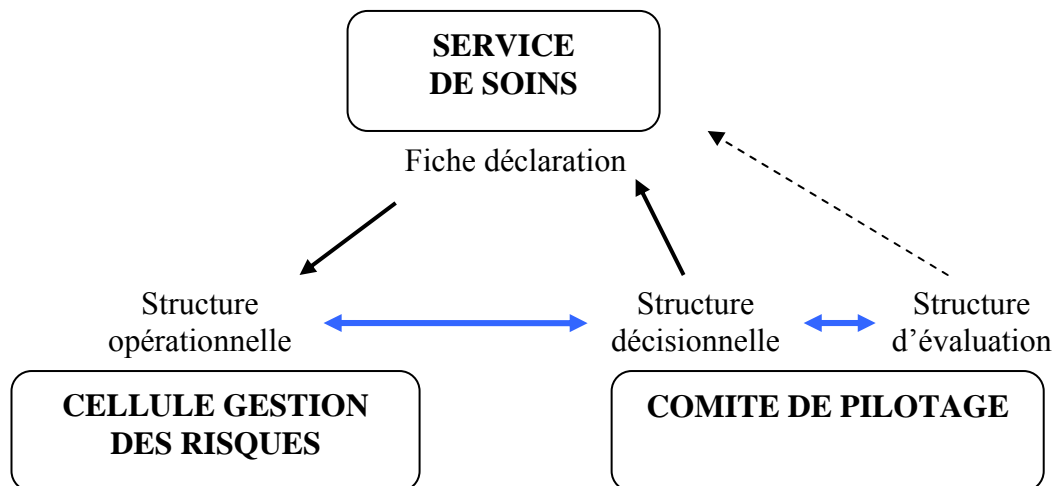 SERVICE
DE SOINS
Fiche déclaration
Structure
opérationnelle
Structure
décisionnelle
Structure
d’évaluation
CELLULE GESTION
DES RISQUES
COMITE DE PILOTAGE